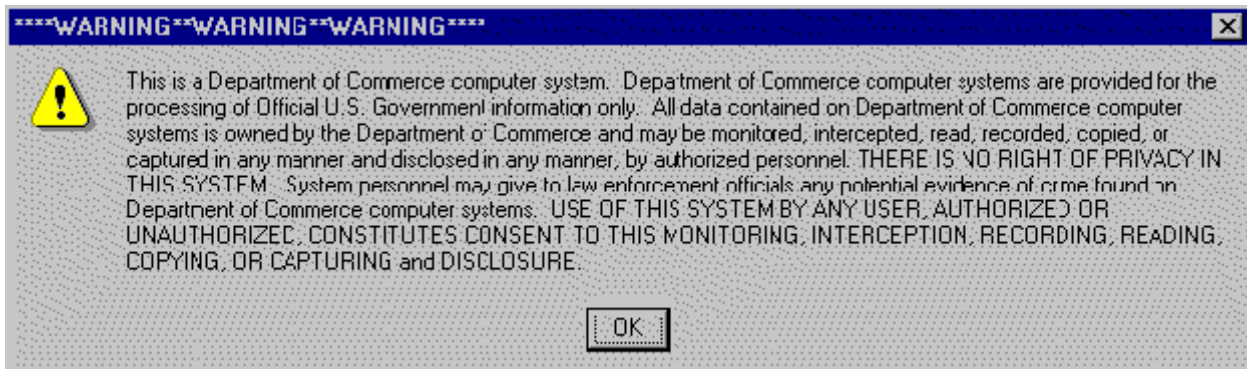 ****WARNING**WARNING**WARNING****
This is a Department of Commerce computer system. Department of Commerce computer systems are provided for the
processing of Official U.S. Government information only. All data contained on Department of Commerce computer
systems is owned by the Department of Commerce and may be monitored, intercepted, read, recorded, copied, or
captured in any manner and disclosed in any manner, by authorized personnel. THERE IS NO RIGHT OF PRIVACY IN
THIS SYSTEM. System personnel may give to law enforcement officials any potential evidence of crime found on
Department of Commerce computer systems. USE OF THIS SYSTEM BY ANY USER, AUTHORIZED OR
UNAUTHORIZED, CONSTITUTES CONSENT TO THIS MONITORING, INTERCEPTION, RECORDING, READING,
COPYING, OR CAPTURING and DISCLOSURE.
OK